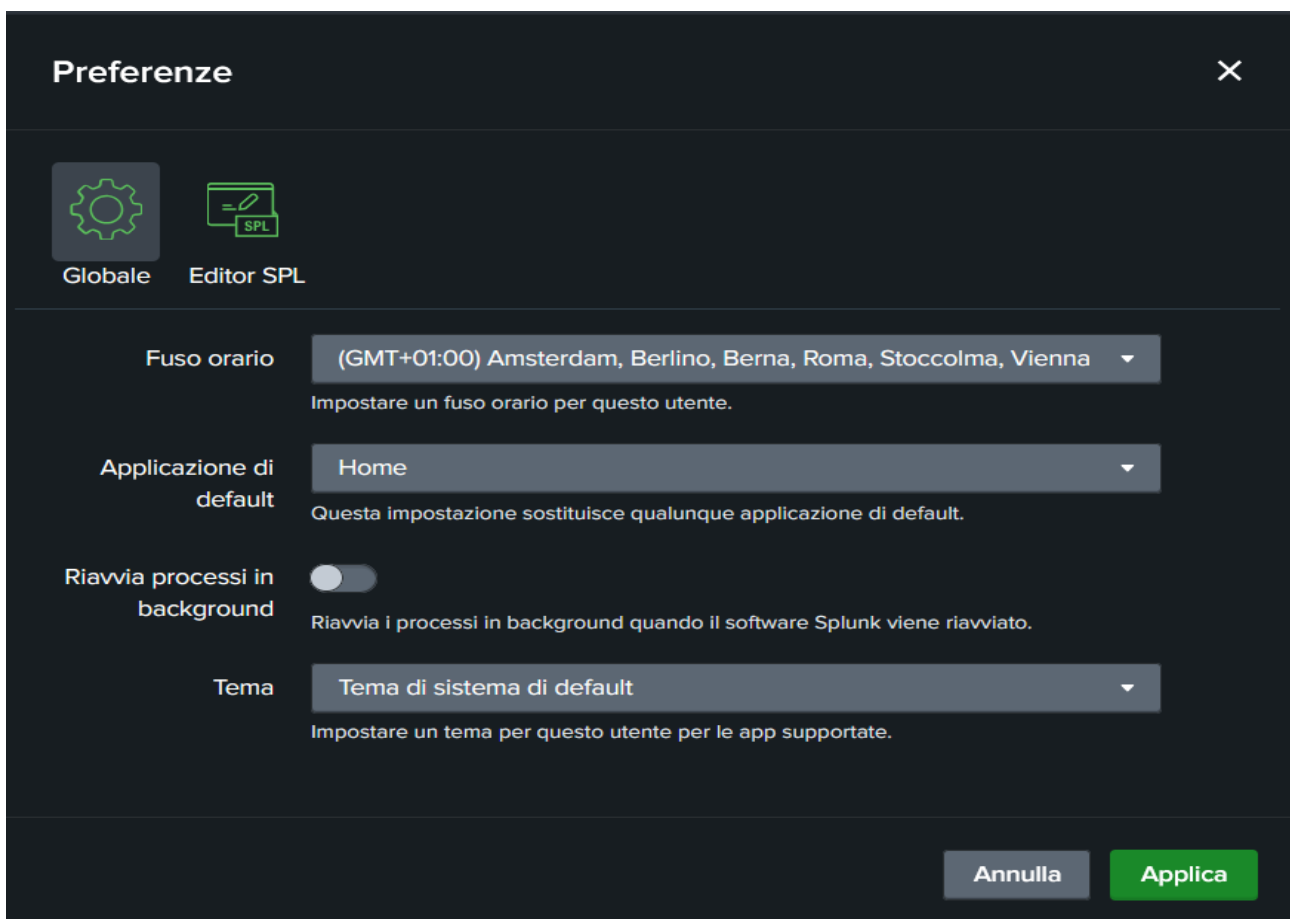 Preferenze
SPL
Globale
Editor SPL
Fuso orario
(GMT+01:00) Amsterdam, Berlino, Berna, Roma, Stoccolma, Vienna
Impostare un fuso orario per questo utente.
Applicazione di
default
Home
Questa impostazione sostituisce qualunque applicazione di default.
Riavvia processi in
background
Riavvia i processi in background quando il software Splunk viene riavviato.
Tema
Tema di sistema di default
Impostare un tema per questo utente per le app supportate.
Annulla
Applica